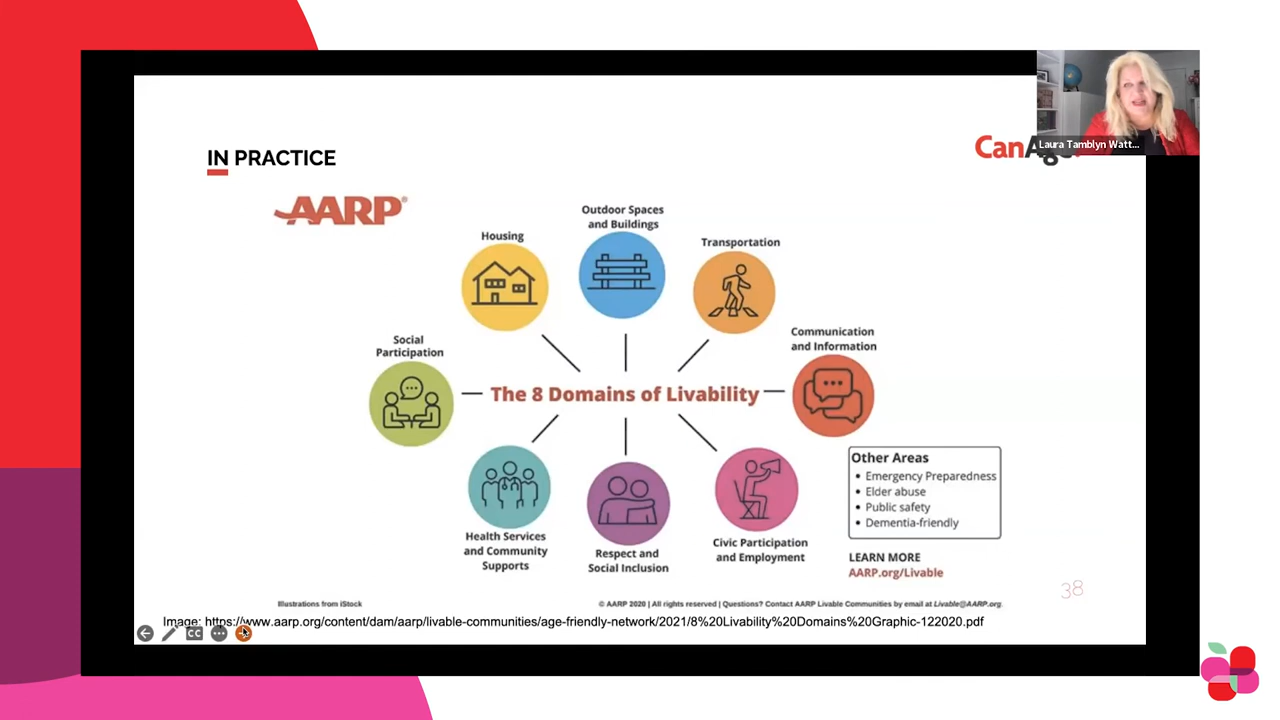 IN PRACTICE
CanAge
Laura Tamblyn Watt...
AARP®
Outdoor Spaces
and Buildings
Housing
Transportation
Social
Participation
Communication
and Information
The 8 Domains of Livability
Other Areas
• Emergency Preparedness
• Elder abuse
• Public safety
• Dementia-friendly
Health Services
and Community
Supports
Respect and
Social Inclusion
Civic Participation
and Employment
LEARN MORE
AARP.org/Livable
38
Illustrations from iStock
© AARP 2020 | All rights reserved | Questions? Contact AARP Livable Communities by email at Livable@AARP.org.
Image: https://www.aarp.org/content/dam/aarp/livable-communities/age-friendly-network/2021/8%20Livability%20Domains%20Graphic-122020.pdf
CC